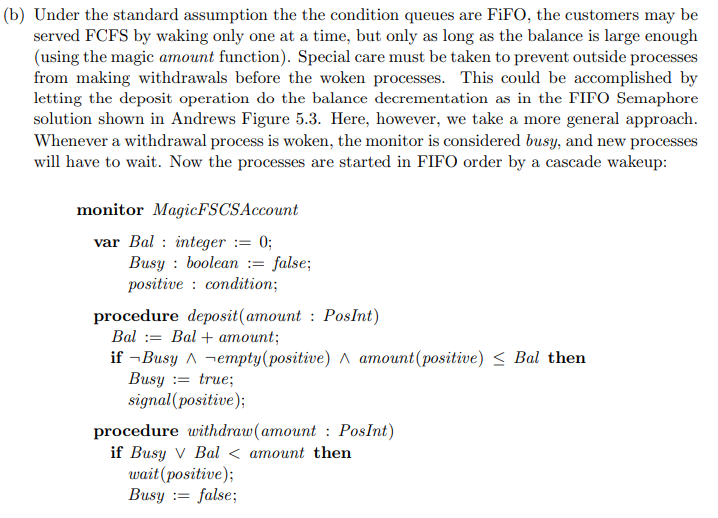 (b) Under the standard assumption the the condition queues are FiFO, the customers may be
served FCFS by waking only one at a time, but only as long as the balance is large enough
(using the magic amount function). Special care must be taken to prevent outside processes
from making withdrawals before the woken processes. This could be accomplished by
letting the deposit operation do the balance decrementation as in the FIFO Semaphore
solution shown in Andrews Figure 5.3. Here, however, we take a more general approach.
Whenever a withdrawal process is woken, the monitor is considered busy, and new processes
will have to wait. Now the processes are started in FIFO order by a cascade wakeup:
monitor MagicFSCSAccount
var Bal : integer := 0;
Busy : boolean := false;
positive : condition;
procedure deposit(amount : PosInt)
Bal := Bal + amount;
if ¬Busy ∧ ¬empty(positive) ∧ amount(positive) ≤ Bal then
Busy := true;
signal(positive);
procedure withdraw(amount : PosInt)
if Busy ∨ Bal < amount then
wait(positive);
Busy := false;